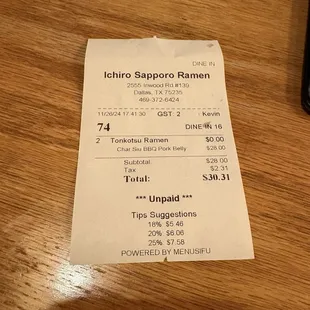 DINE IN
Ichiro Sapporo Ramen
2555 Inwood Rd #139
Dallas, TX 75235
469-372-6424
11/26/24 17:41:30 GST: 2 : Kevin
74 DINE IN 16
2 Tonkotsu Ramen $0.00
Char Siu BBQ Pork Belly $28.00
Subtotal: $28.00
Tax $2.31
Total: $30.31
*** Unpaid ***
Tips Suggestions
18% $5.46
20% $6.06
25% $7.58
POWERED BY MENUSIFU